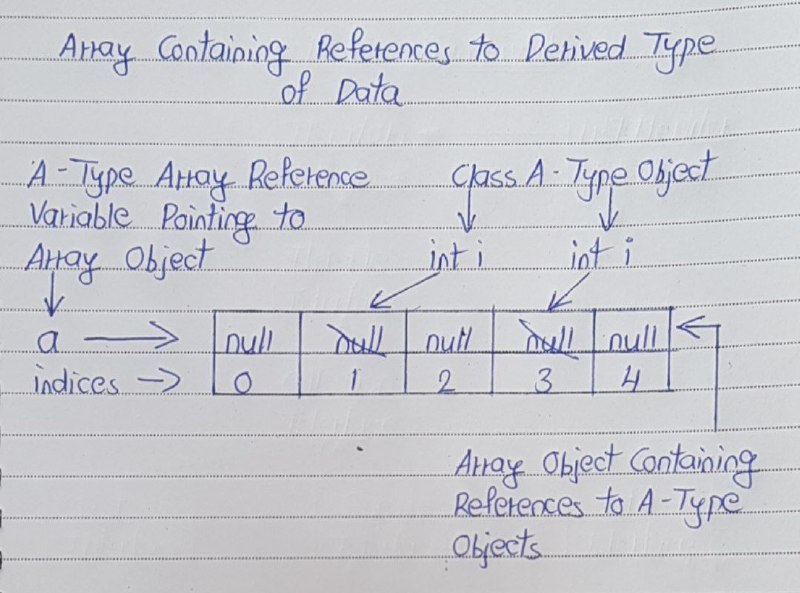 Array Containing References to Derived Type
of Data
A-Type Array Reference
Variable Pointing to
Array Object
Class A-Type Object
int i int i
a null null null null null
indices 0 1 2 3 4
Array Object Containing
References to A-Type
Objects